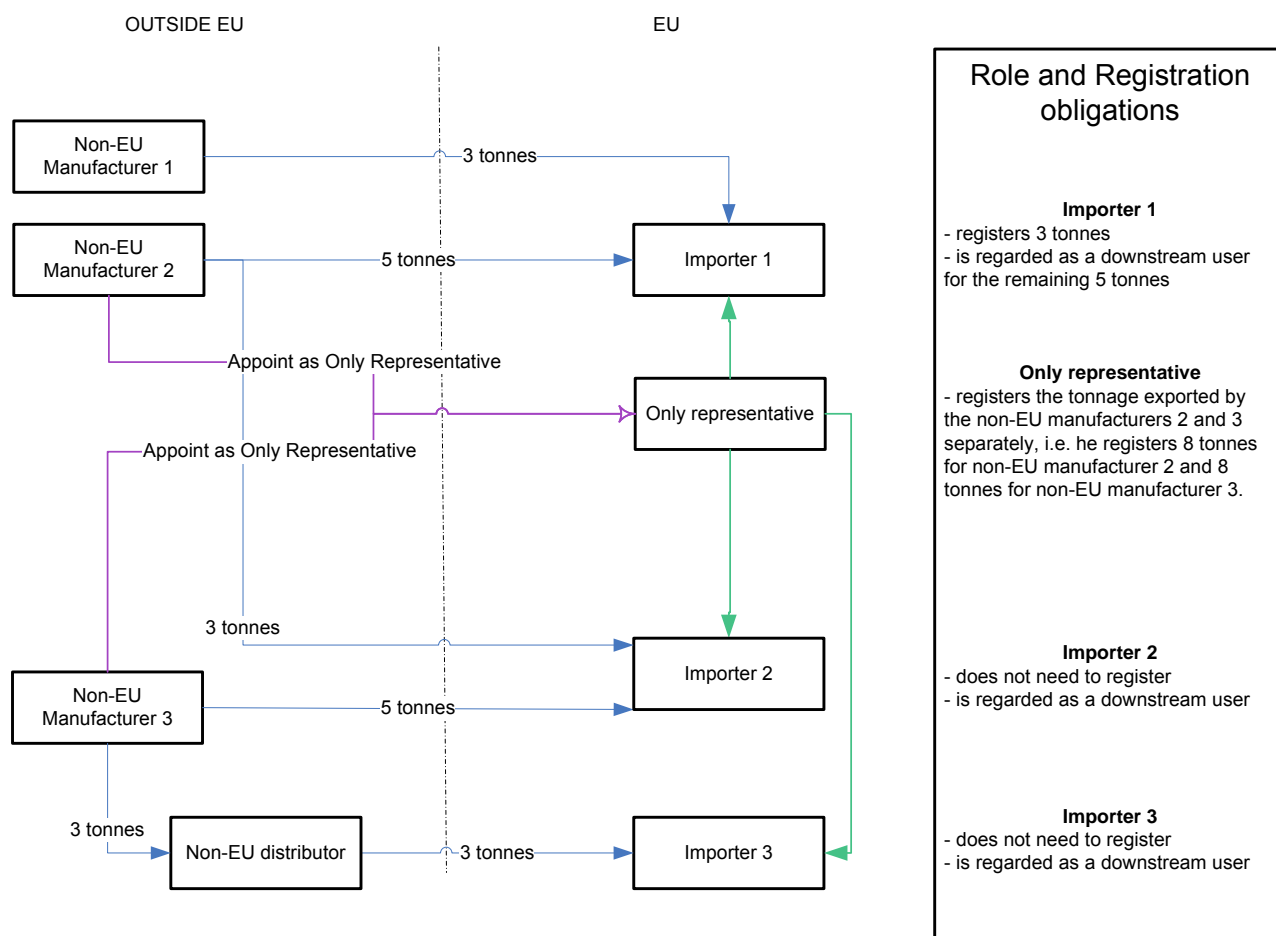 OUTSIDE EU
EU
Role and Registration
obligations
Non-EU
Manufacturer 1
3 tonnes
Non-EU
Manufacturer 2
5 tonnes
Importer 1
Importer 1
- registers 3 tonnes
- is regarded as a downstream user
for the remaining 5 tonnes
Appoint as Only Representative
Only representative
Appoint as Only Representative
Only representative
- registers the tonnage exported by
the non-EU manufacturers 2 and 3
separately, i.e. he registers 8 tonnes
for non-EU manufacturer 2 and 8
tonnes for non-EU manufacturer 3.
3 tonnes
Non-EU
Manufacturer 3
5 tonnes
Importer 2
Importer 2
- does not need to register
- is regarded as a downstream user
3 tonnes
Non-EU distributor
3 tonnes
Importer 3
Importer 3
- does not need to register
- is regarded as a downstream user